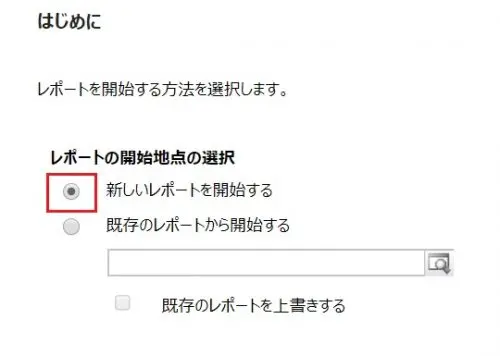 はじめに
レポートを開始する方法を選択します。
レポートの開始地点の選択
新しいレポートを開始する
既存のレポートから開始する
既存のレポートを上書きする